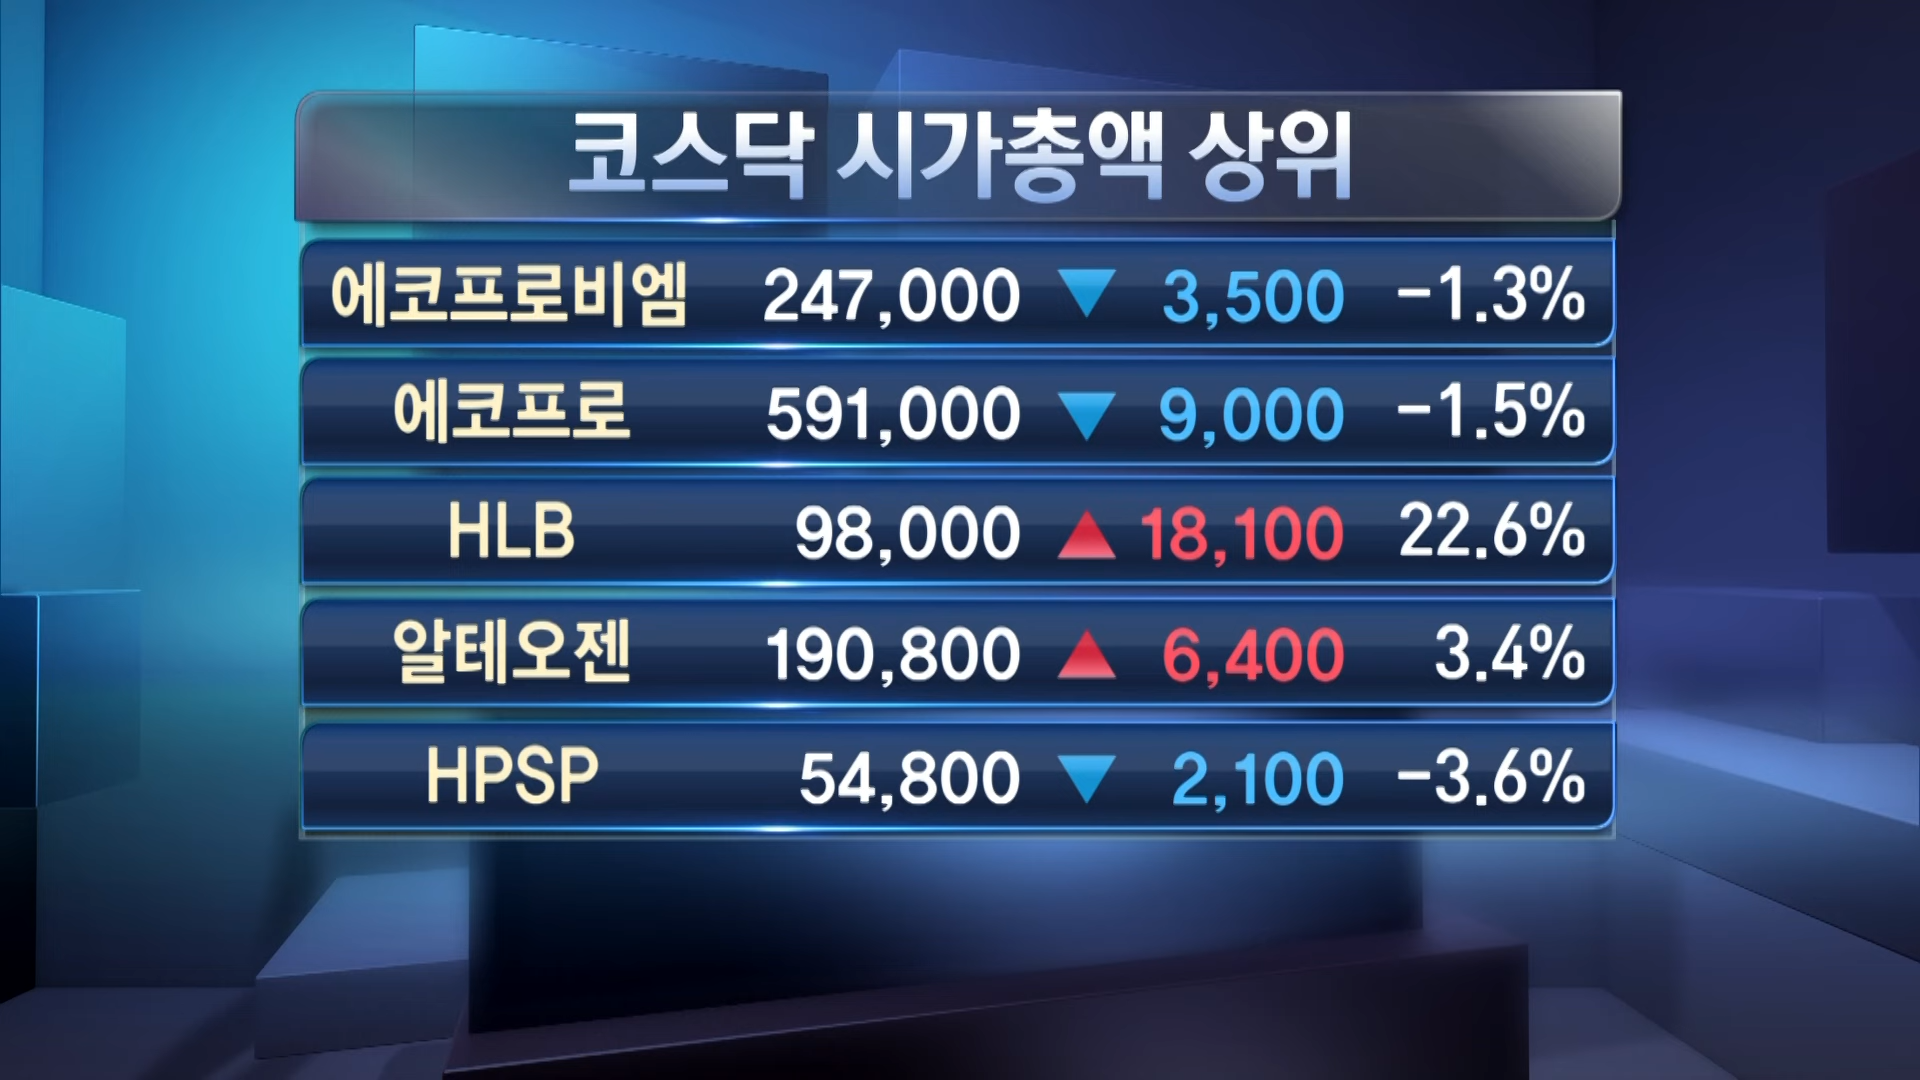 코스닥 시가총액 상위
에코프로비엠 247,000 ▼ 3,500 -1.3%
에코프로 591,000 ▼ 9,000 -1.5%
HLB 98,000 ▲ 18,100 22.6%
알테오젠 190,800 ▲ 6,400 3.4%
HPSP 54,800 ▼ 2,100 -3.6%